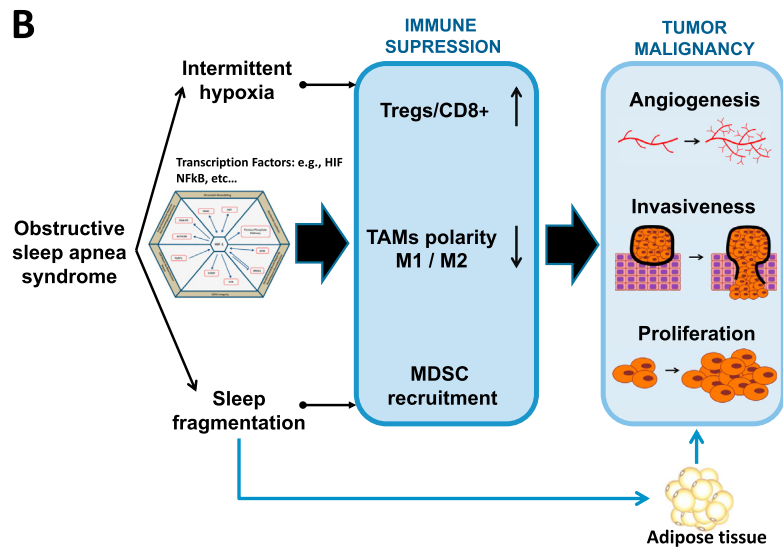 B
IMMUNE
SUPRESSION
TUMOR
MALIGNANCY
Intermittent
hypoxia
Tregs/CD8+
Angiogenesis
Transcription Factors: e.g., HIF
NFkB, etc...
Obstructive
sleep apnea
syndrome
TAMs polarity
M1 / M2
Invasiveness
Proliferation
MDSC
recruitment
Sleep
fragmentation
Adipose tissue